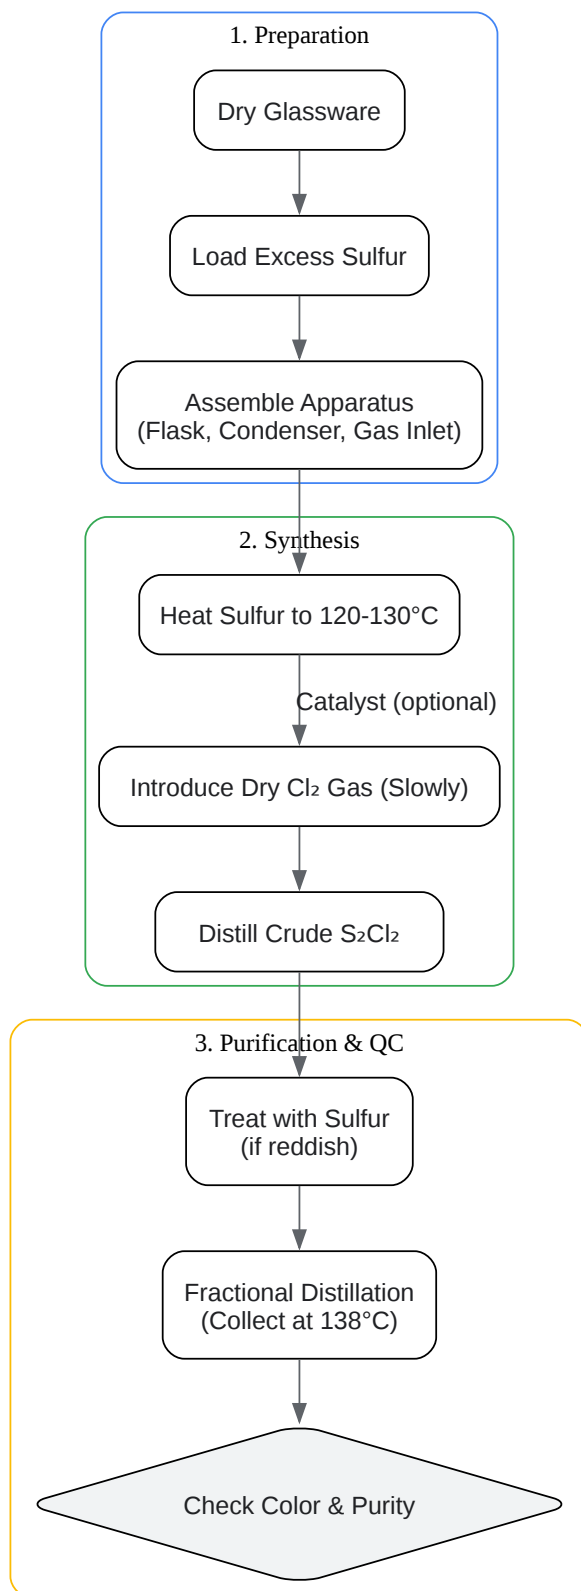 1. Preparation
Dry Glassware
Load Excess Sulfur
Assemble Apparatus
(Flask, Condenser, Gas Inlet)
2. Synthesis
Heat Sulfur to 120-130°C
Catalyst (optional)
Introduce Dry Cl₂ Gas (Slowly)
Distill Crude S₂Cl₂
3. Purification & QC
Treat with Sulfur
(if reddish)
Fractional Distillation
(Collect at 138°C)
Check Color & Purity